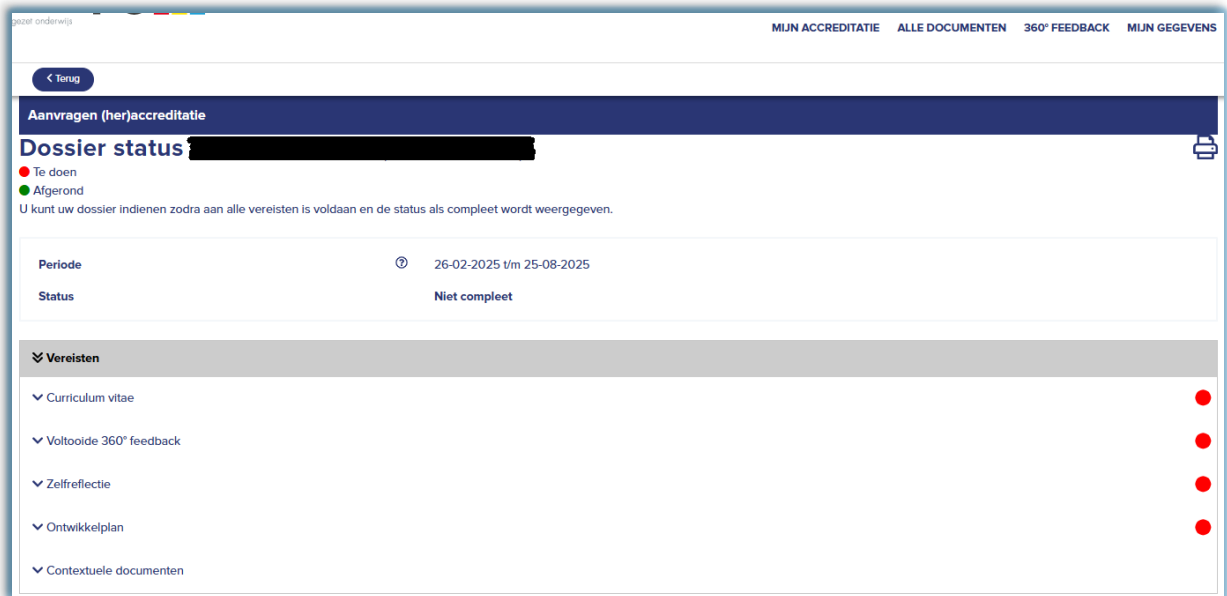 gezet onderwijs
MIJN ACCREDITATIE ALLE DOCUMENTEN 360° FEEDBACK MIJN GEGEVENS
Terug
Aanvragen (her)accreditatie
Dossier status
Te doen
Afgerond
U kunt uw dossier indienen zodra aan alle vereisten is voldaan en de status als compleet wordt weergegeven.
Periode 26-02-2025 t/m 25-08-2025
Status Niet compleet
Vereisten
Curriculum vitae
Voltooide 360° feedback
Zelfreflectie
Ontwikkelplan
Contextuele documenten